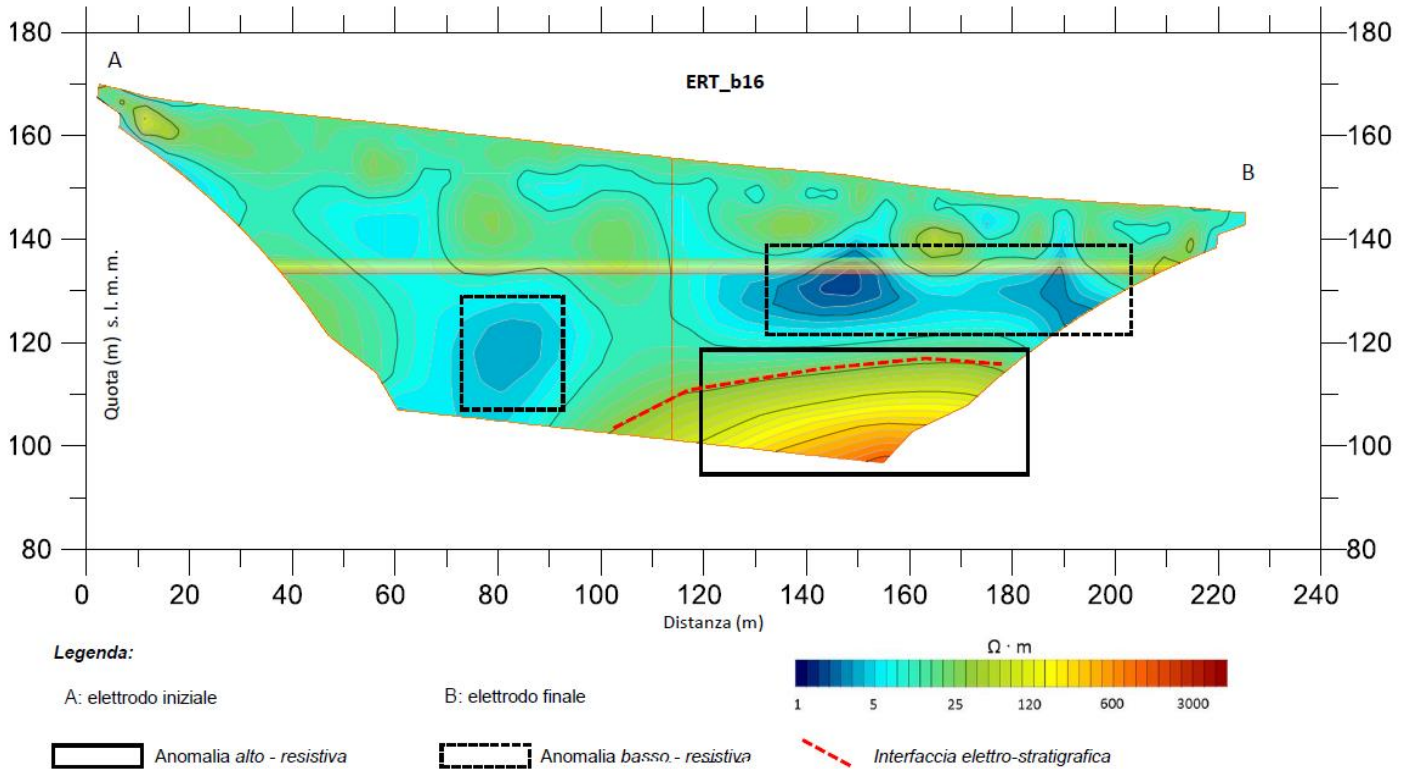 180
180
A
ERT_b16
160
160
B
140
140
Quota (m) s. l. m. m.
120
120
100
100
80
80
0 20 40 60 80 100 120 140 160 180 200 220 240
Distanza (m)
Legenda:
Ω · m
A: elettrodo iniziale
B: elettrodo finale
1 5 25 120 600 3000
Anomalia alto - resistiva
Anomalia basso - resistiva
Interfaccia elettro-stratigrafica